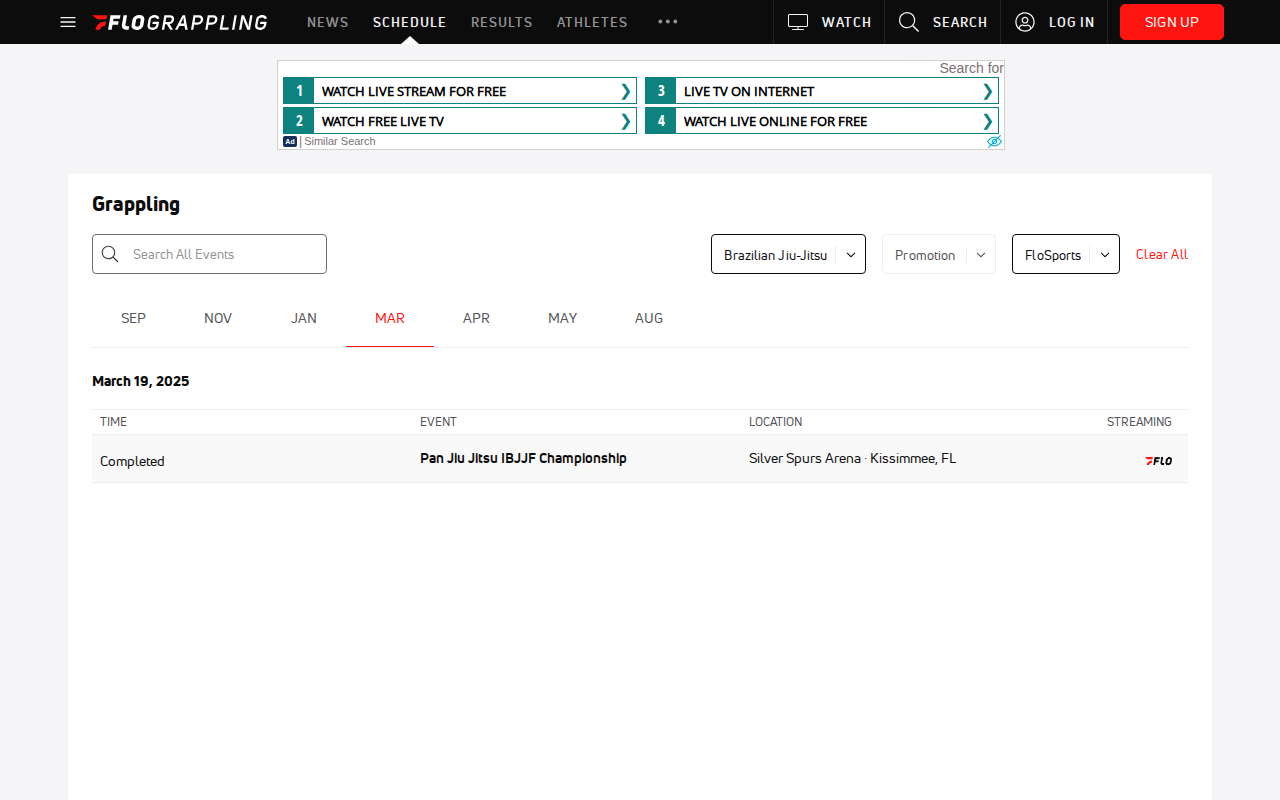 FLOGRAPPLING NEWS SCHEDULE RESULTS ATHLETES WATCH SEARCH LOG IN SIGN UP
Search for
1 WATCH LIVE STREAM FOR FREE
2 WATCH FREE LIVE TV
3 LIVE TV ON INTERNET
4 WATCH LIVE ONLINE FOR FREE
Ad | Similar Search
Grappling
Search All Events Brazilian Jiu-Jitsu Promotion FloSports Clear All
SEP NOV JAN MAR APR MAY AUG
March 19, 2025
TIME EVENT LOCATION STREAMING
Completed Pan Jiu Jitsu IBJJF Championship Silver Spurs Arena · Kissimmee, FL FLO